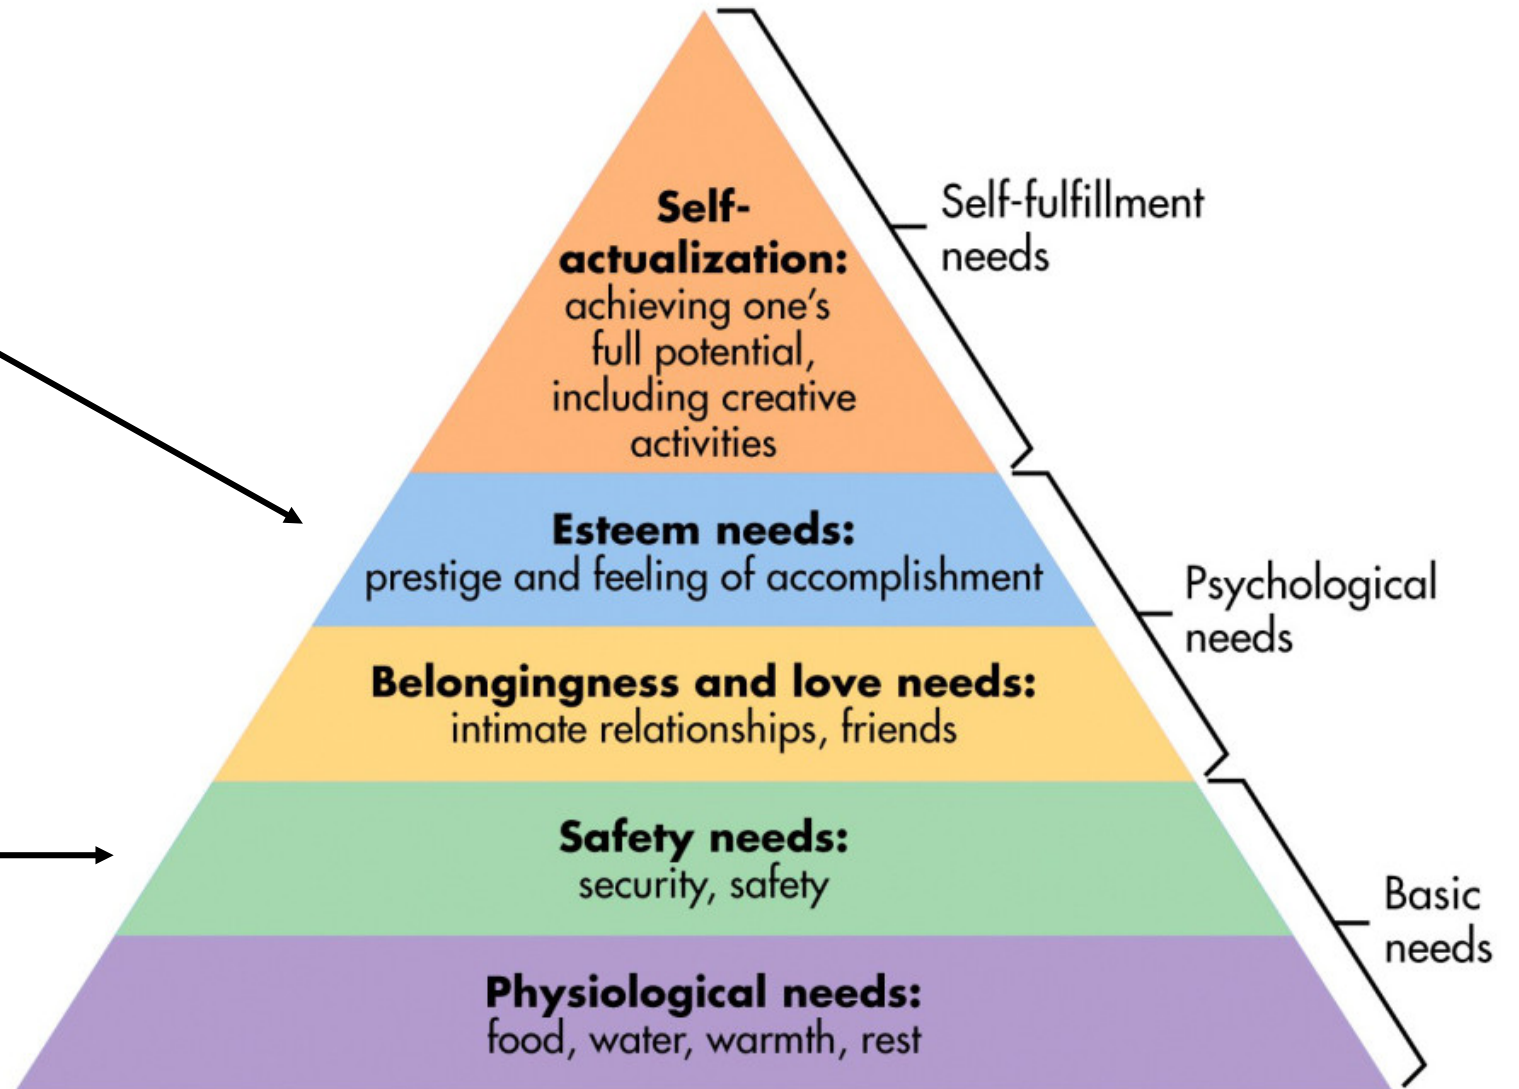 Self-
actualization:
achieving one's
full potential,
including creative
activities
Self-fulfillment
needs
Esteem needs:
prestige and feeling of accomplishment
Belongingness and love needs:
intimate relationships, friends
Psychological
needs
Safety needs:
security, safety
Physiological needs:
food, water, warmth, rest
Basic
needs